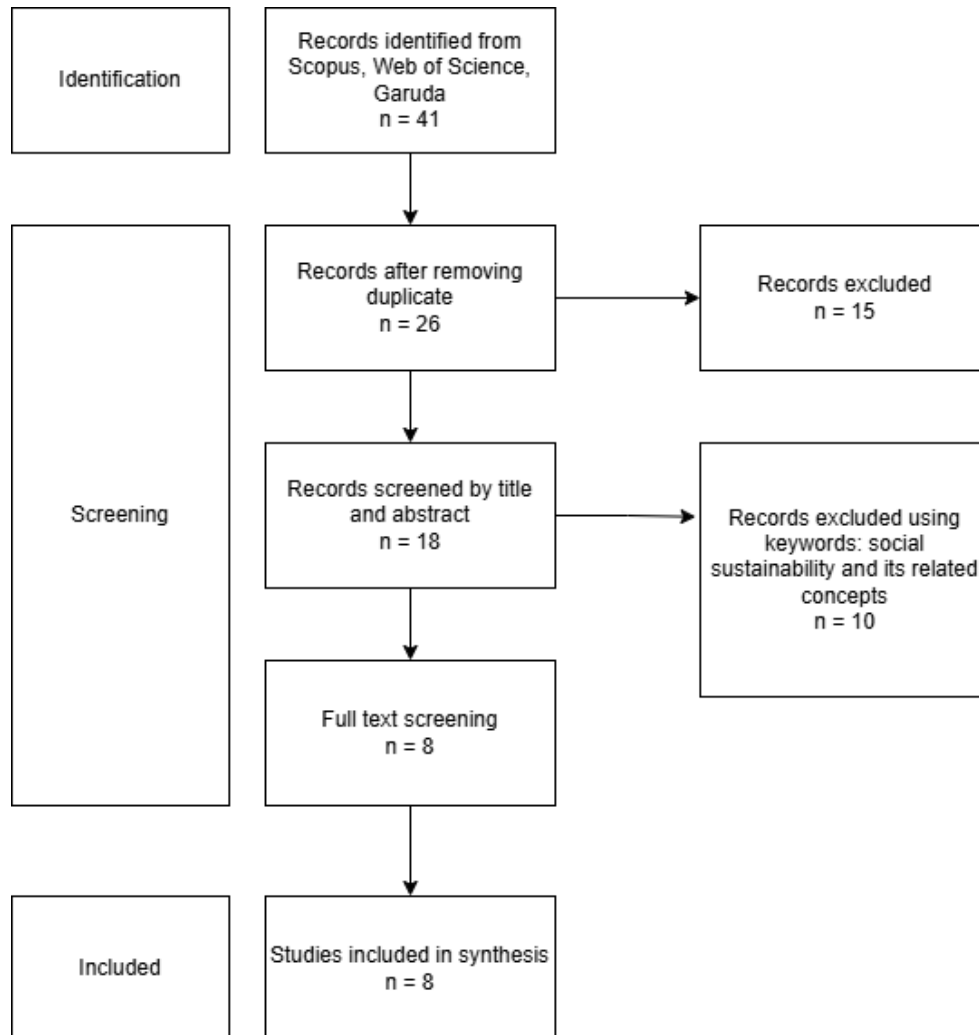 Identification
Records identified from
Scopus, Web of Science,
Garuda
n = 41
Screening
Records after removing
duplicate
n = 26
Records excluded
n = 15
Records screened by title
and abstract
n = 18
Records excluded using
keywords: social
sustainability and its related
concepts
n = 10
Full text screening
n = 8
Included
Studies included in synthesis
n = 8